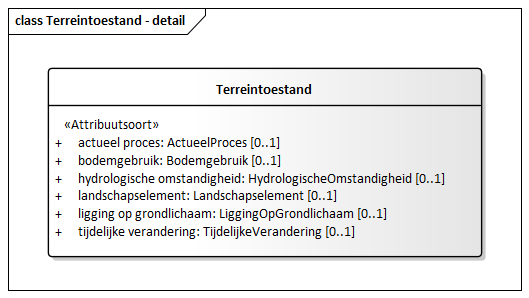 class Terreintoestand - detail
Terreintoestand
«Attribuutsoort»
+ actueel proces: ActueelProces [0..1]
+ bodemgebruik: Bodemgebruik [0..1]
+ hydrologische omstandigheid: HydrologischeOmstandigheid [0..1]
+ landschapselement: Landschapselement [0..1]
+ ligging op grondlichaam: LiggingOpGrondlichaam [0..1]
+ tijdelijke verandering: TijdelijkeVerandering [0..1]